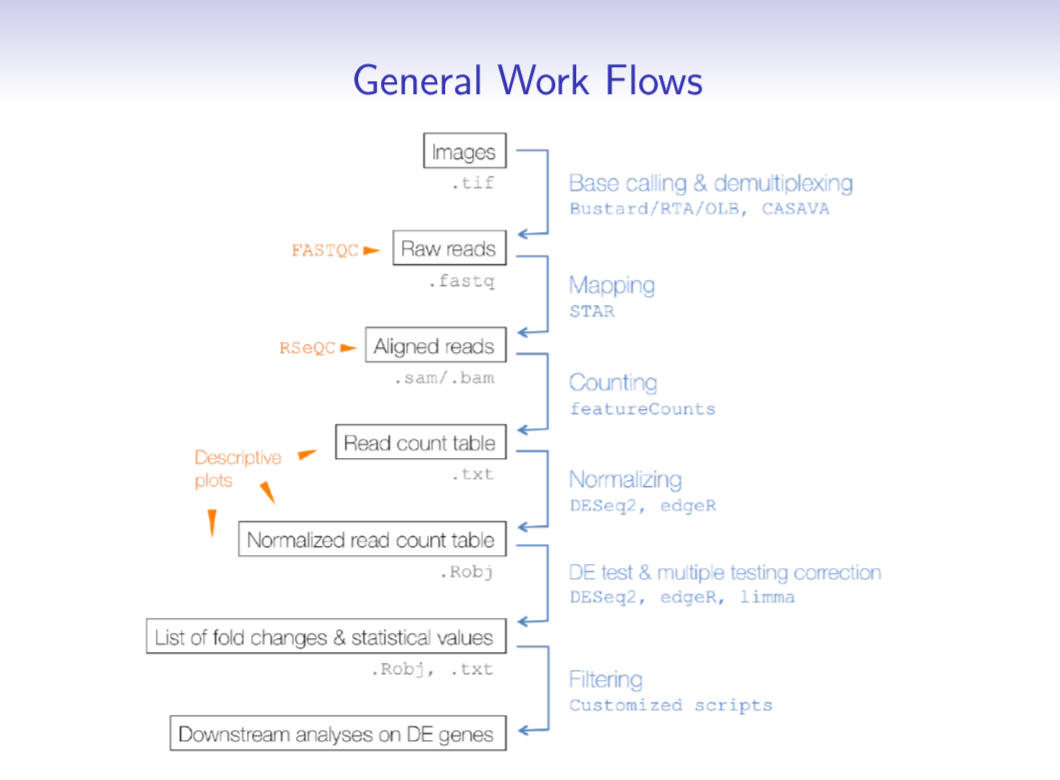 General Work Flows
Images
.tif
Base calling & demultiplexing
Bustard/RTA/OLB, CASAVA
FASTQC
Raw reads
.fastq
Mapping
STAR
RSeQC
Aligned reads
.sam/.bam
Counting
featureCounts
Read count table
.txt
Descriptive
plots
Normalizing
DESeq2, edgeR
Normalized read count table
.Robj
DE test & multiple testing correction
DESeq2, edgeR, limma
List of fold changes & statistical values
.Robj, .txt
Filtering
Customized scripts
Downstream analyses on DE genes